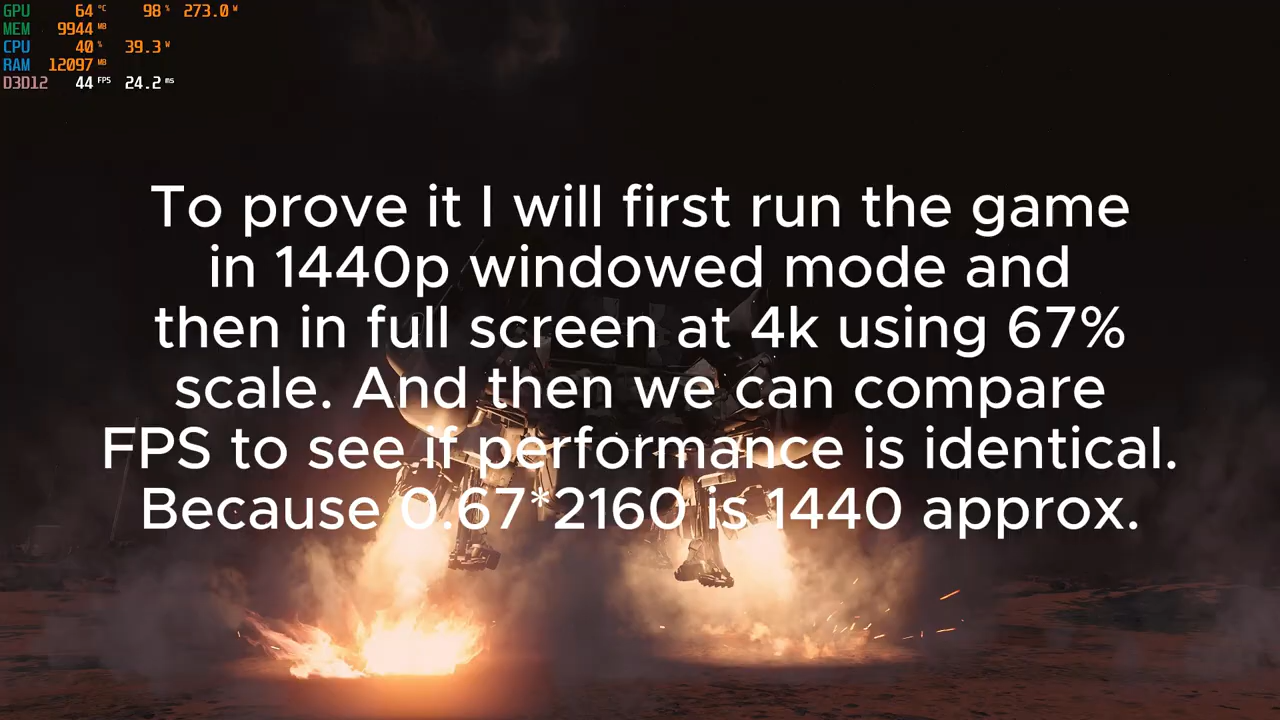 GPU 64 °C 98 % 273.0 W
MEM 9944 MB
CPU 40 % 39.3 W
RAM 12097 MB
D3D12 44 FPS 24.2 ms
To prove it I will first run the game
in 1440p windowed mode and
then in full screen at 4k using 67%
scale. And then we can compare
FPS to see if performance is identical.
Because 0.67*2160 is 1440 approx.